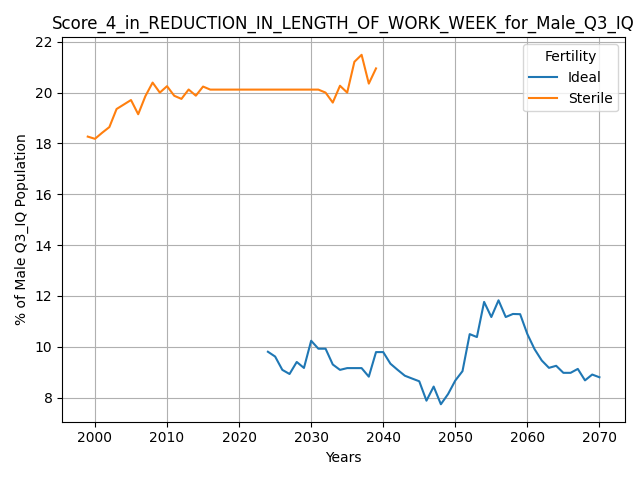 Score_4_in_REDUCTION_IN_LENGTH_OF_WORK_WEEK_for_Male_Q3_IQ
22
20
18
16
14
12
10
8
% of Male Q3_IQ Population
Fertility
Ideal
Sterile
2000 2010 2020 2030 2040 2050 2060 2070
Years